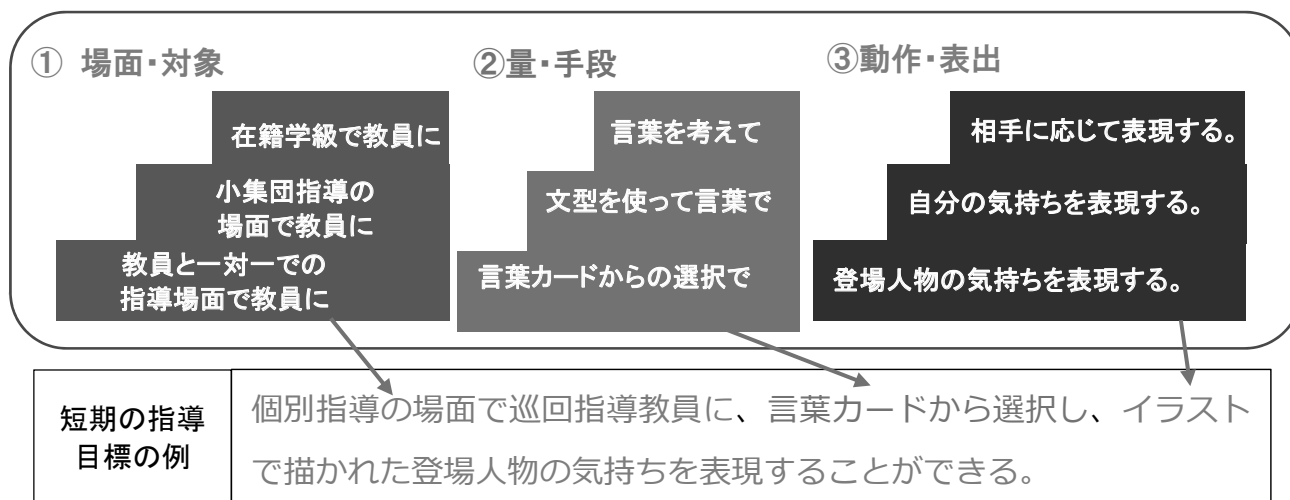 ① 場面・対象
在籍学級で教員に
小集団指導の
場面で教員に
教員と一対一での
指導場面で教員に
②量・手段
言葉を考えて
文型を使って言葉で
言葉カードからの選択で
③動作・表出
相手に応じて表現する。
自分の気持ちを表現する。
登場人物の気持ちを表現する。
短期の指導
目標の例
個別指導の場面で巡回指導教員に、言葉カードから選択し、イラスト
で描かれた登場人物の気持ちを表現することができる。